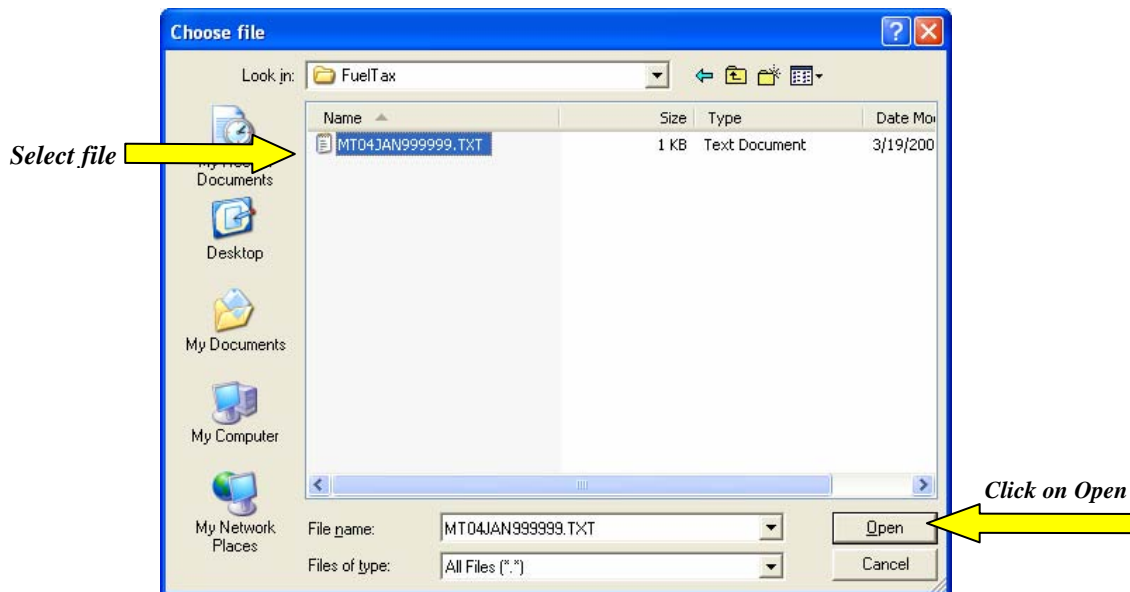 Choose file
Look in:
FuelTax
Name
Size
Type
Date Mo
Select file
MT04JAN999999.TXT
1 KB
Text Document
3/19/200
Documents
Desktop
My Documents
My Computer
Click on Open
My Network
Places
File name:
MT04JAN999999.TXT
Open
Files of type:
All Files (*.*)
Cancel